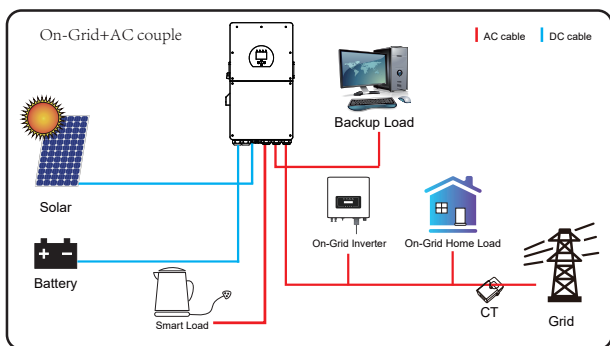 On-Grid+AC couple
AC cable
DC cable
Backup Load
Solar
On-Grid Inverter
On-Grid Home Load
Battery
Smart Load
CT
Grid